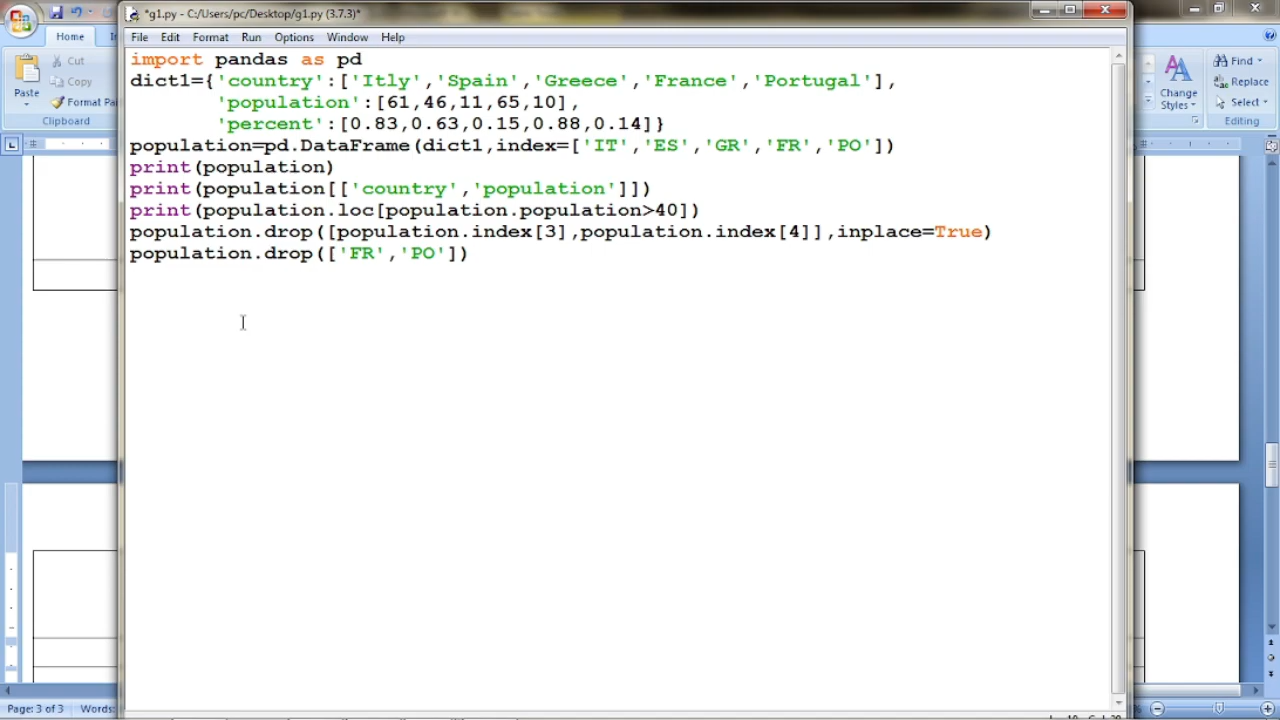 *g1.py - C:/Users/pc/Desktop/g1.py (3.7.3)*
File Edit Format Run Options Window Help
import pandas as pd
dict1={'country':['Itly','Spain','Greece','France','Portugal'],
'population':[61,46,11,65,10],
'percent':[0.83,0.63,0.15,0.88,0.14]}
population=pd.DataFrame(dict1,index=['IT','ES','GR','FR','PO'])
print(population)
print(population[['country','population']])
print(population.loc[population.population>40])
population.drop([population.index[3],population.index[4]],inplace=True)
population.drop(['FR','PO'])
Home
Paste
Cut
Copy
Format Pa
Clipboard
Change
Styles
Find
Replace
Select
Editing
Page: 3 of 3 Words: